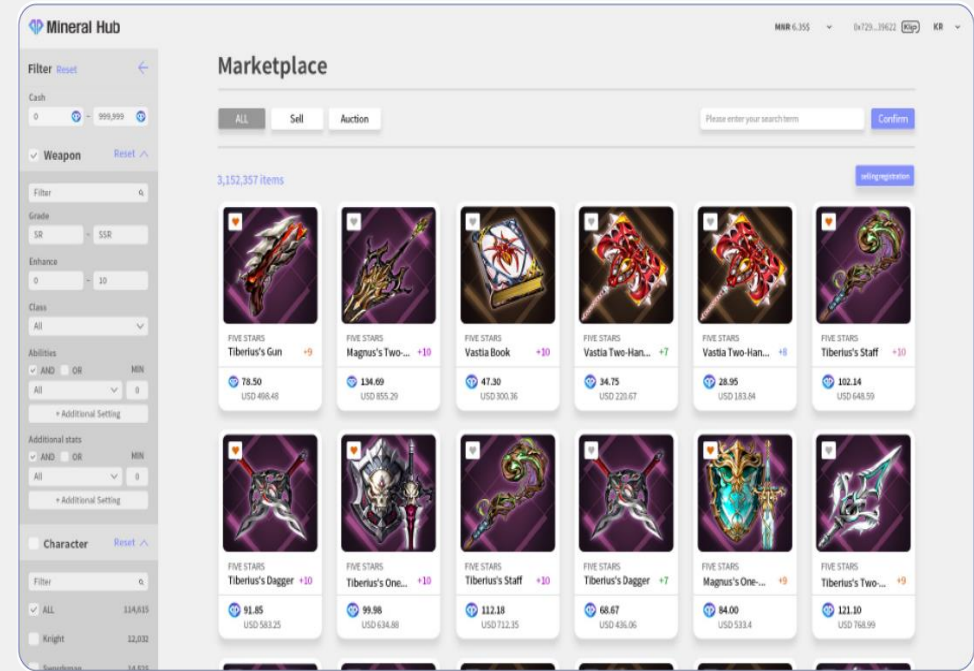 Mineral Hub
MNR 6.35$
0x729...J9622 Klip
KR
Filter Reset
Cash
0 - 999,999
Weapon Reset
Filter
Grade
SR - SSR
Enhance
0 - 10
Class
All
Abilities
AND OR MIN
All 0
+ Additional Setting
Additional stats
AND OR MIN
All 0
+ Additional Setting
Character Reset
Filter
ALL 114,615
Knight 12,032
Swordsman 14,525
Marketplace
ALL Sell Auction
Please enter your search term Confirm
3,152,357 items
selling registration
FIVE STARS
Tiberius's Gun +9
78.50
USD 498.48
FIVE STARS
Magnus's Two-... +10
134.69
USD 855.29
FIVE STARS
Vastia Book +10
47.30
USD 300.36
FIVE STARS
Vastia Two-Han... +7
34.75
USD 220.67
FIVE STARS
Vastia Two-Han... +8
28.95
USD 183.84
FIVE STARS
Tiberius's Staff +10
102.14
USD 648.59
FIVE STARS
Tiberius's Dagger +10
91.85
USD 583.25
FIVE STARS
Tiberius's One... +10
99.98
USD 634.88
FIVE STARS
Tiberius's Staff +10
112.18
USD 712.35
FIVE STARS
Tiberius's Dagger +7
68.67
USD 436.06
FIVE STARS
Magnus's One-... +9
84.00
USD 533.4
FIVE STARS
Tiberius's Two-... +9
121.10
USD 768.99